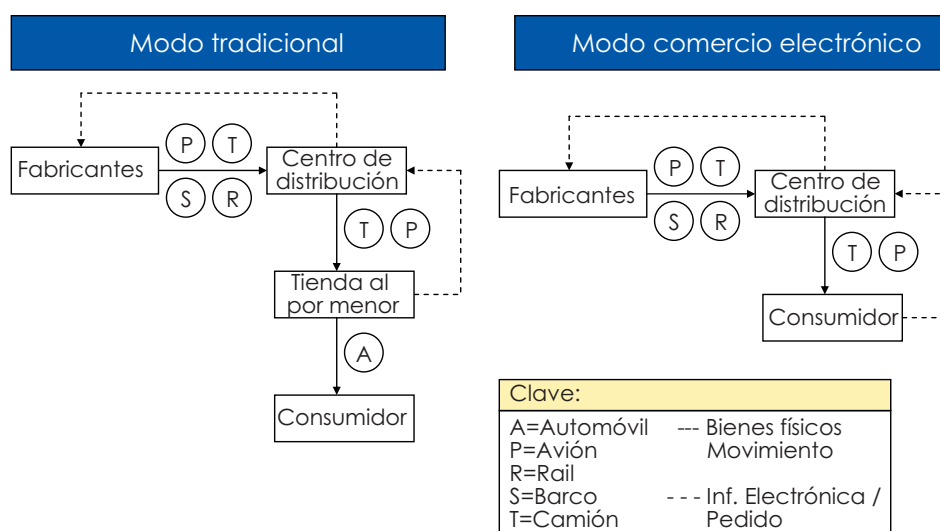 Modo tradicional
Fabricantes
P T
S R
Centro de
distribución
T P
Tienda al
por menor
A
Consumidor
Modo comercio electrónico
Fabricantes
P T
S R
Centro de
distribución
T P
Consumidor
Clave:
A=Automóvil --- Bienes físicos
P=Avión Movimiento
R=Rail
S=Barco - - - Inf. Electrónica /
T=Camión Pedido